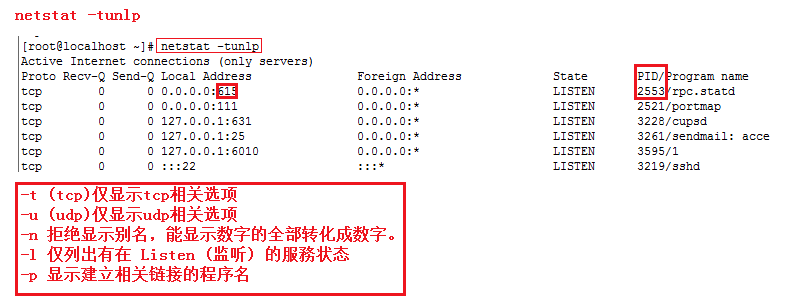 netstat -tunlp
[root@localhost ~]# netstat -tunlp
Active Internet connections (only servers)
Proto Recv-Q Send-Q Local Address Foreign Address State PID/Program name
tcp 0 0 0.0.0.0:615 0.0.0.0:* LISTEN 2553/rpc.statd
tcp 0 0 0.0.0.0:111 0.0.0.0:* LISTEN 2521/portmap
tcp 0 0 127.0.0.1:631 0.0.0.0:* LISTEN 3228/cupsd
tcp 0 0 127.0.0.1:25 0.0.0.0:* LISTEN 3261/sendmail: acce
tcp 0 0 127.0.0.1:6010 0.0.0.0:* LISTEN 3595/1
tcp 0 0 :::22 :::* LISTEN 3219/sshd
-t (tcp)仅显示tcp相关选项
-u (udp)仅显示udp相关选项
-n 拒绝显示别名，能显示数字的全部转化成数字。
-l 仅列出有在 Listen (监听) 的服務状态
-p 显示建立相关链接的程序名